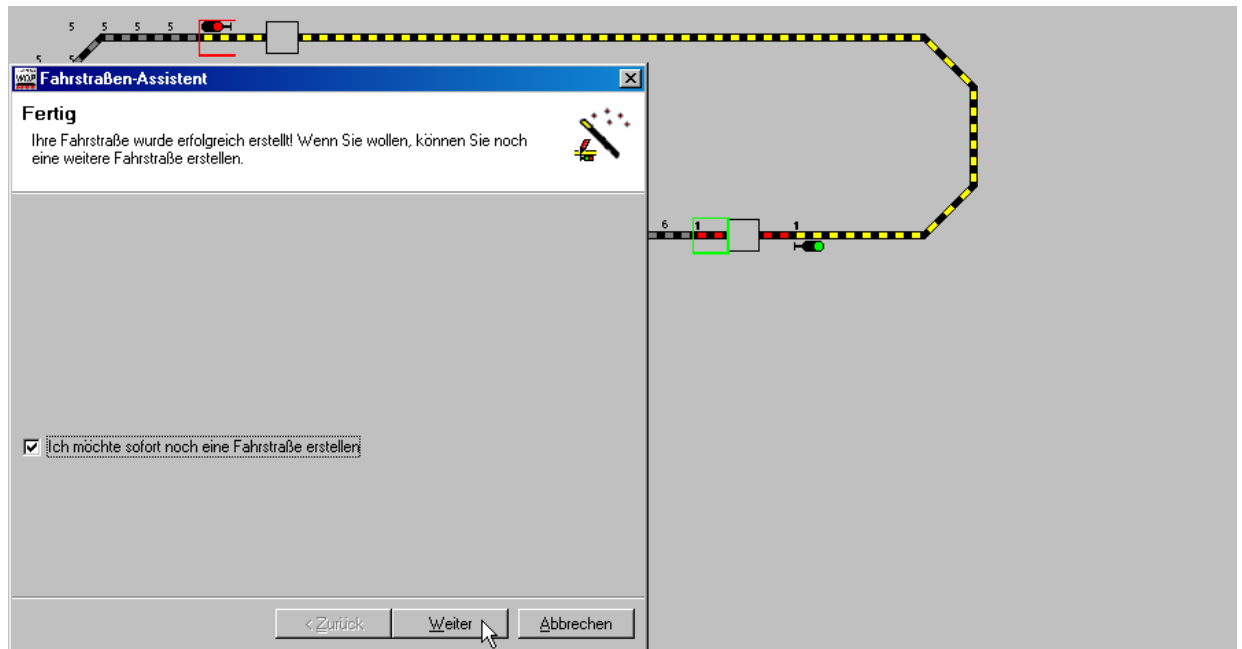 5 5 5 5
5 5
Fahrstraßen-Assistent
Fertig
Ihre Fahrstraße wurde erfolgreich erstellt! Wenn Sie wollen, können Sie noch
eine weitere Fahrstraße erstellen.
6 1 1
Ich möchte sofort noch eine Fahrstraße erstellen
< Zurück Weiter Abbrechen